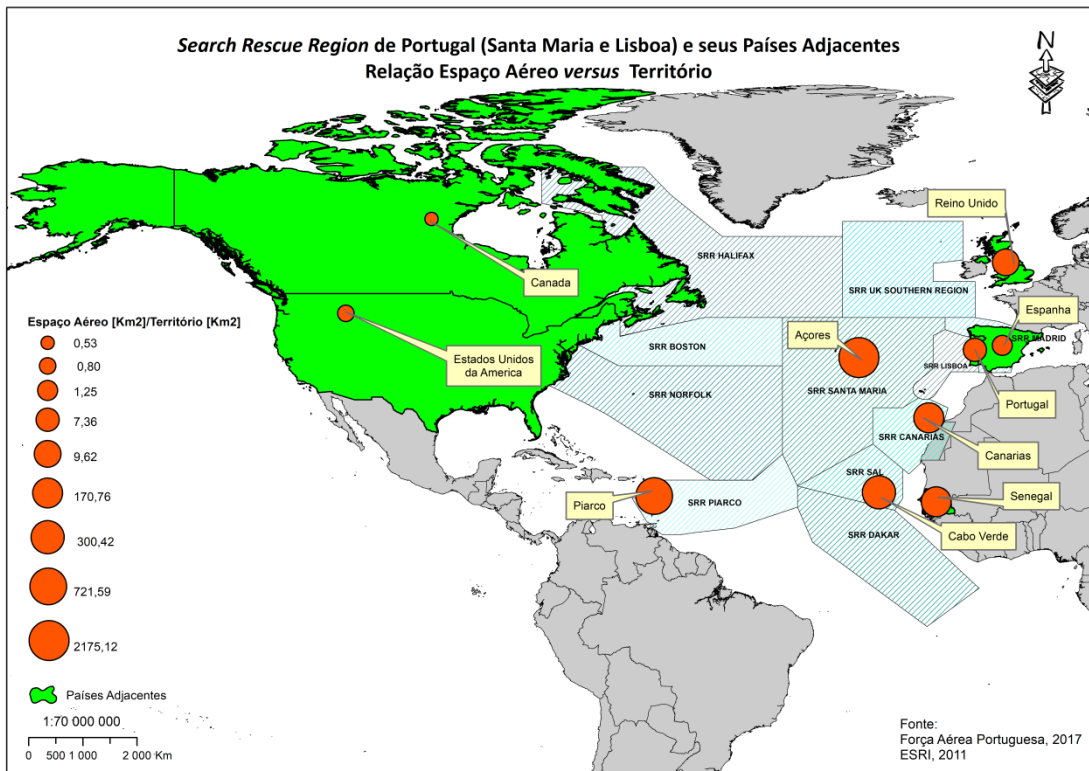 Search Rescue Region de Portugal (Santa Maria e Lisboa) e seus Países Adjacentes
Relação Espaço Aéreo versus Território
N
Reino Unido
SRR HALIFAX
Canada
SRR UK SOUTHERN REGION
Espanha
Espaço Aéreo [Km2]/Território [Km2]
0,53
0,80
1,25
7,36
9,62
170,76
300,42
721,59
2175,12
Açores
SRR MADRID
SRR BOSTON
Estados Unidos
da America
SRR LISBOA
SRR SANTA MARIA
SRR NORFOLK
Portugal
SRR CANARIAS
Canarias
SRR SAL
Senegal
Piarco
SRR PIARCO
Cabo Verde
SRR DAKAR
Países Adjacentes
1:70 000 000
0 500 1 000 2 000 Km
Fonte:
Força Aérea Portuguesa, 2017
ESRI, 2011